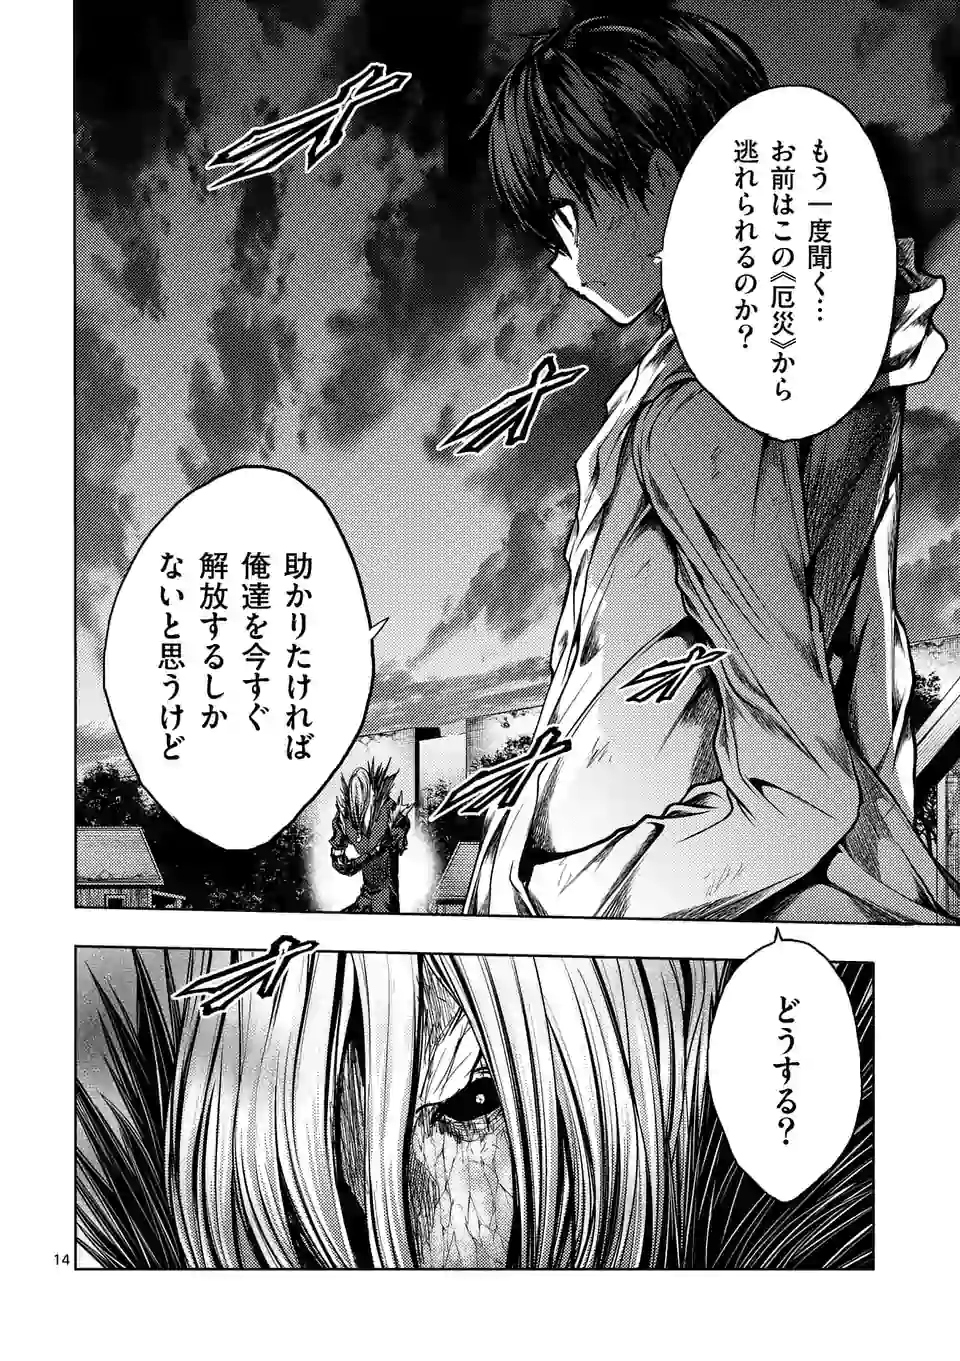 もう一度聞く…
お前はこの《厄災》から
逃れられるのか？
助かりたければ
俺達を今すぐ
解放するしか
ないと思うけど
どうする？
14